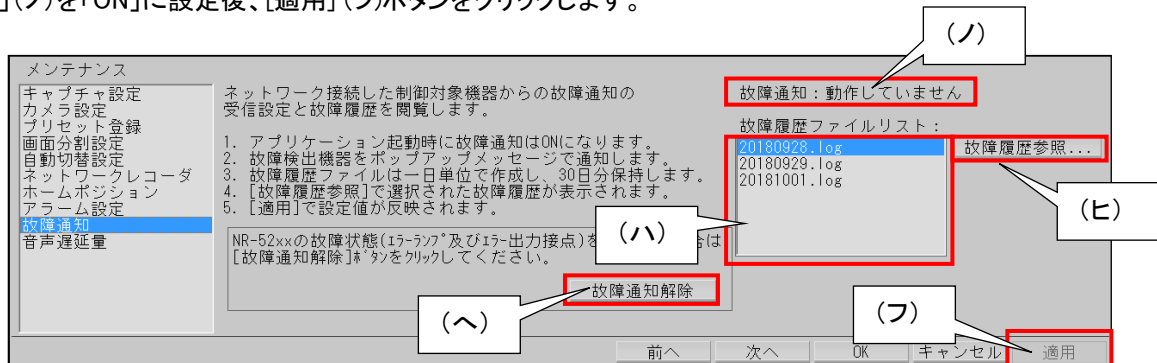 ](ノ)を「ON」に設定後、[適用](フ)ボタンをクリックします。
(ノ)
メンテナンス
キャプチャ設定
カメラ設定
プリセット登録
画面分割設定
自動切替設定
ネットワークレコーダ
ホームポジション
アラーム設定
故障通知
音声遅延量
ネットワーク接続した制御対象機器からの故障通知の
受信設定と故障履歴を閲覧します。
1. アプリケーション起動時に故障通知はONになります。
2. 故障検出機器をポップアップメッセージで通知します。
3. 故障履歴ファイルは一日単位で作成し、30日分保持します。
4. [故障履歴参照]で選択された故障履歴が表示されます。
5. [適用]で設定値が反映されます。
NR-52xxの故障状態(エラーランプ及びエラー出力接点)を
合は
[故障通知解除]ボタンをクリックしてください。
故障通知解除
(ヘ)
故障通知：動作していません
故障履歴ファイルリスト：
20180928.log
20180929.log
20181001.log
故障履歴参照...
(ハ)
(ヒ)
(フ)
前へ
次へ
OK
キャンセル
適用